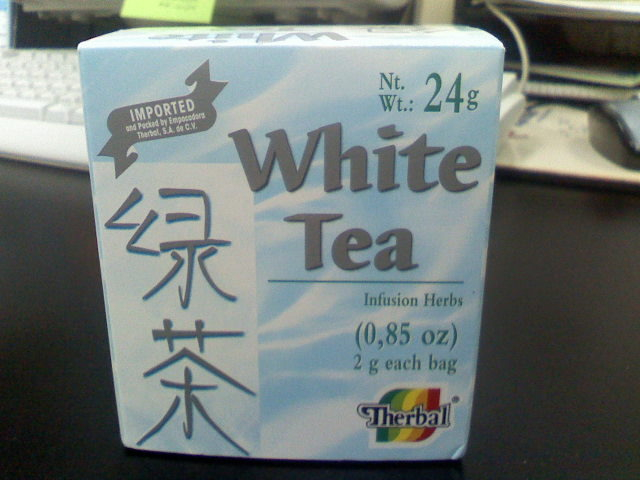 White
IMPORTED
and Packed by Empacadora
Therbal, S.A. de C.V.
Nt.
Wt.: 24g
White
Tea
绿
茶
Infusion Herbs
(0,85 oz)
2 g each bag
Therbal®